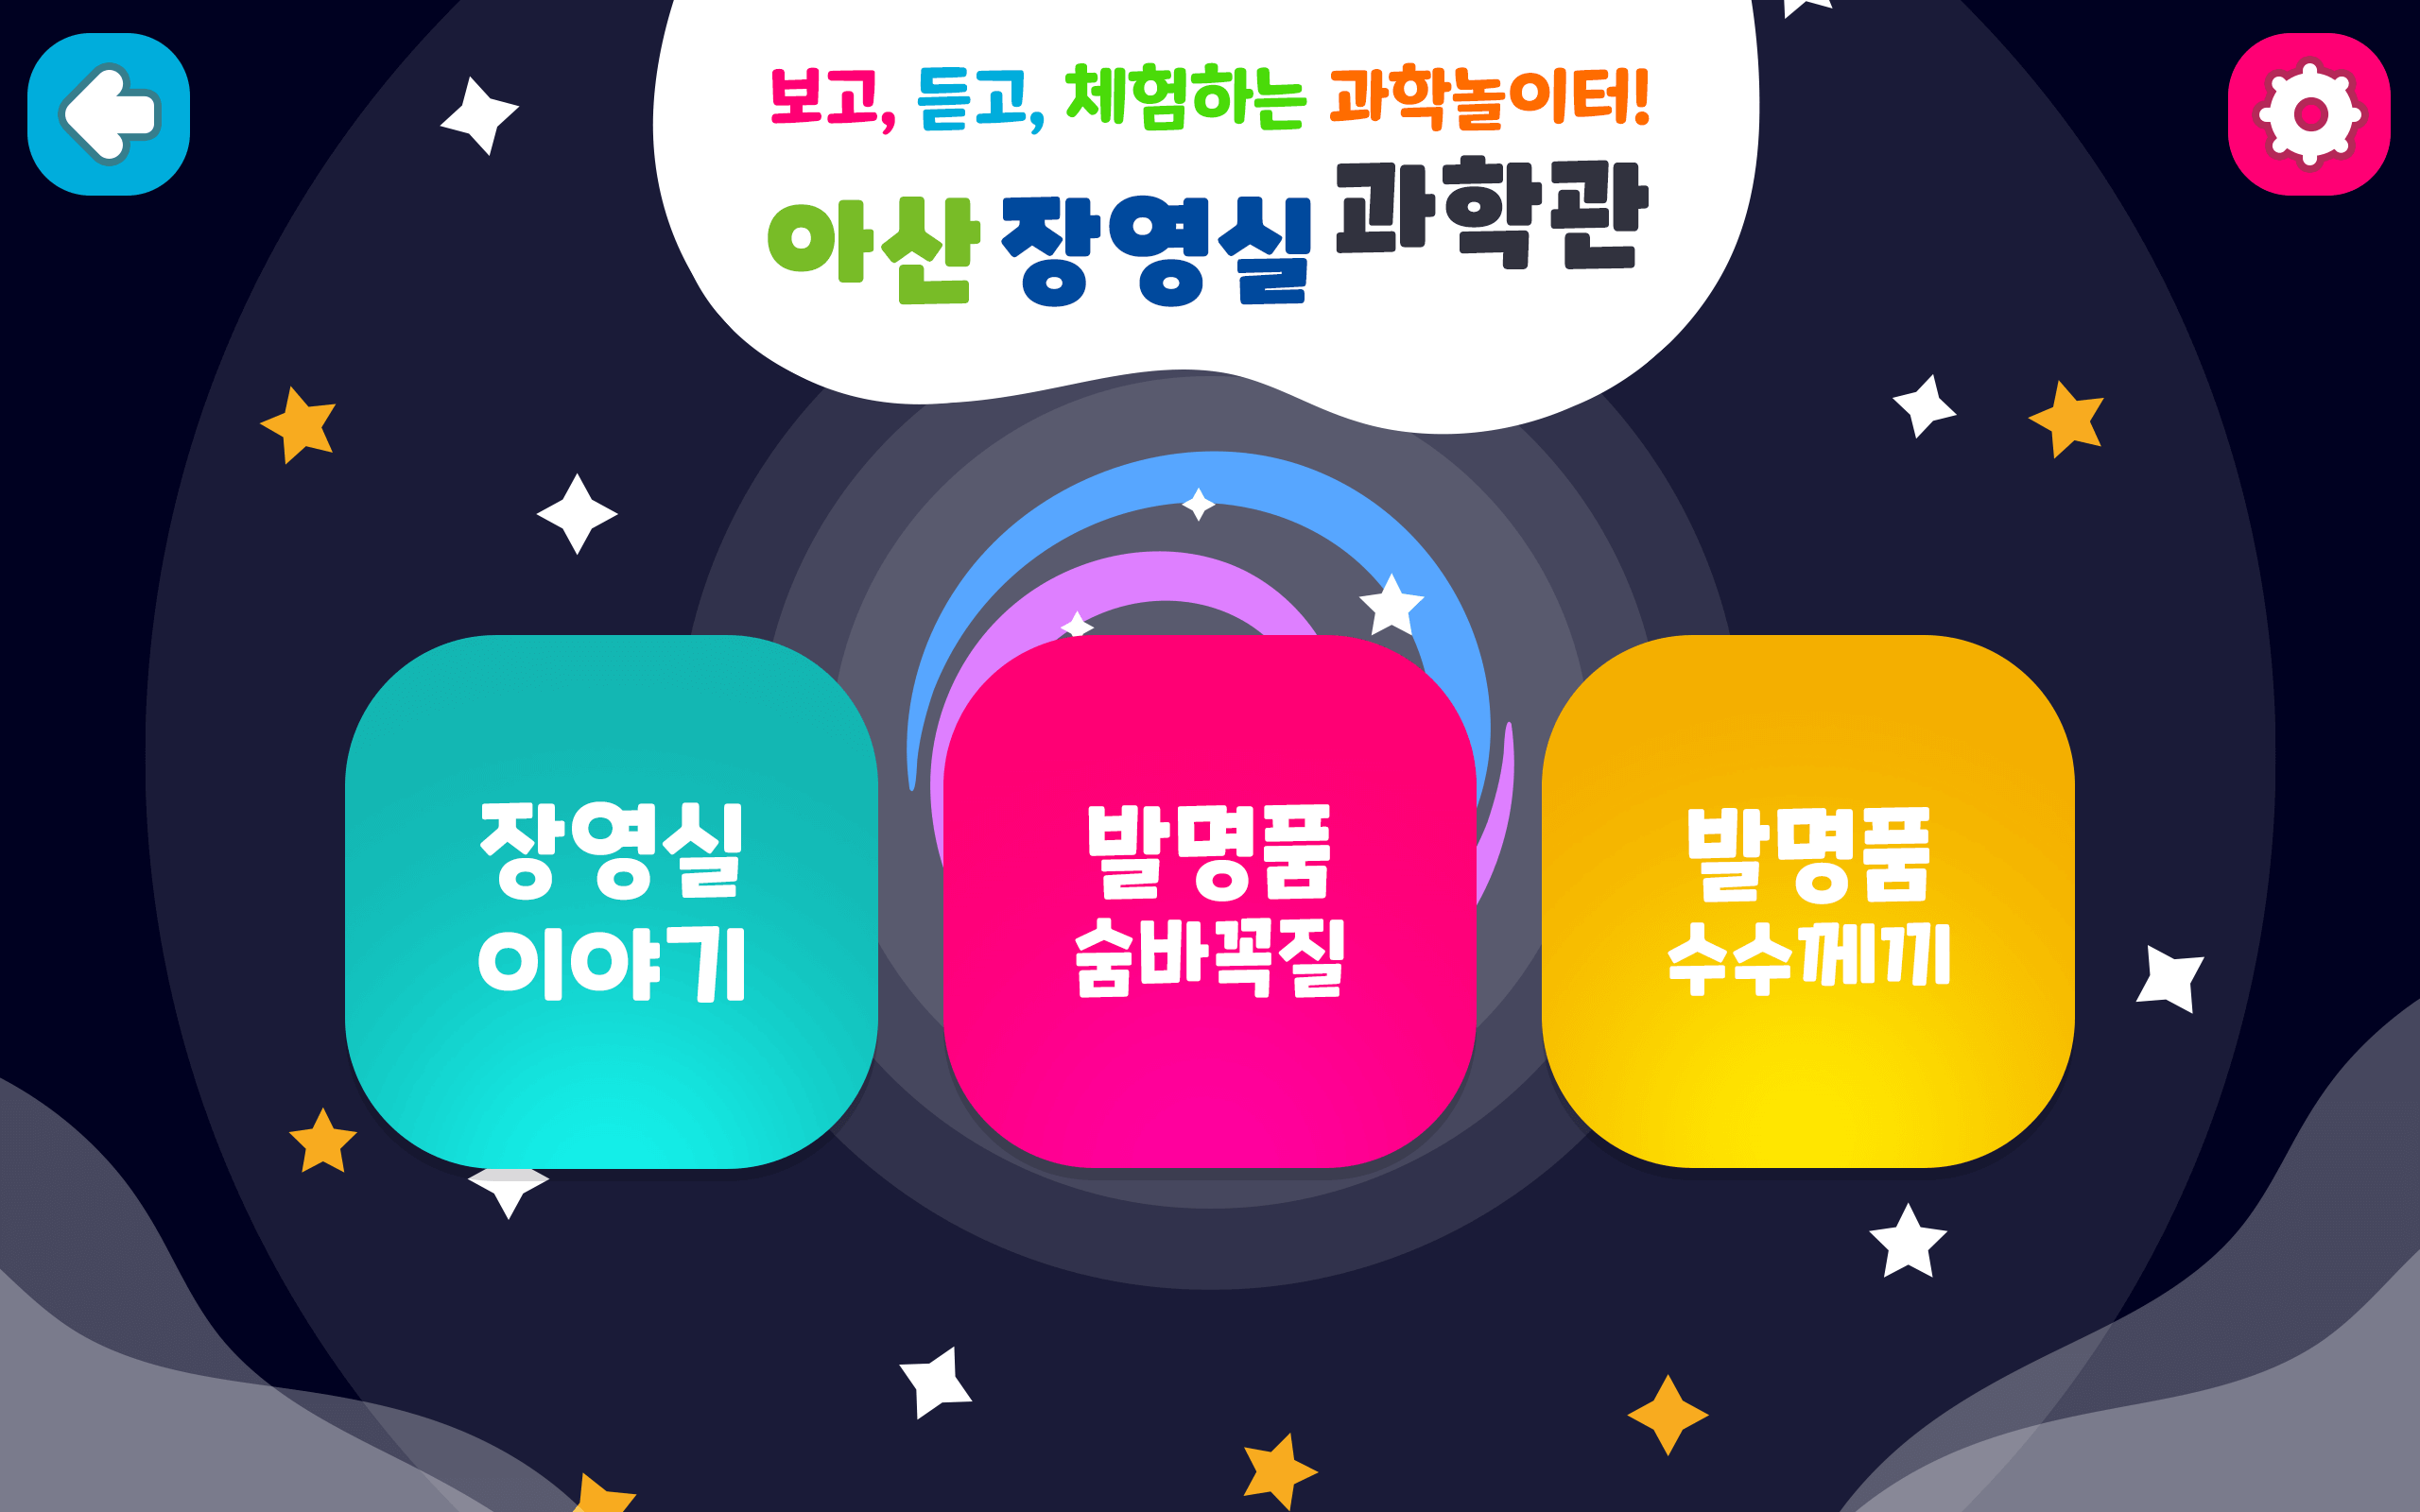 보고, 듣고, 체험하는 과학놀이터!
아산 장영실 과학관
장영실
이야기
발명품
숨바꼭질
발명품
수수께끼